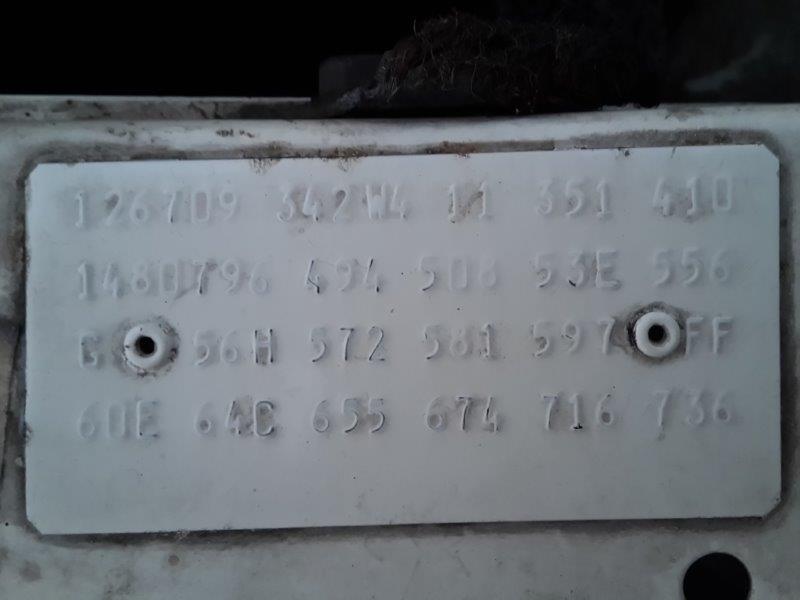 126709 342W4 11 351 410
1480796 494 508 53E 556
G 56H 572 581 597 FF
60E 64C 655 674 716 736